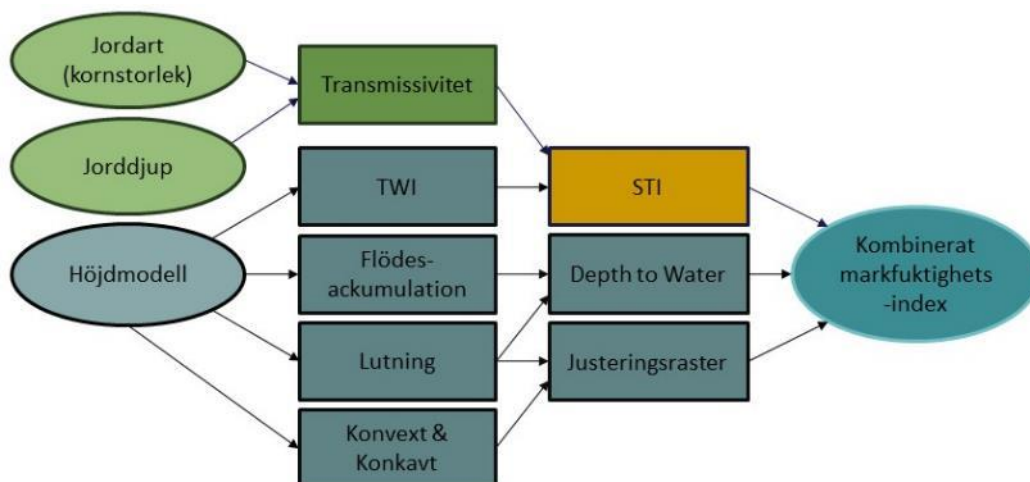 Jordart
(kornstorlek)
Transmissivitet
Jorddjup
TWI
STI
Höjdmodell
Flödes-
ackumulation
Depth to Water
Kombinerat
markfuktighets
-index
Lutning
Justeringsraster
Konvext &
Konkavt